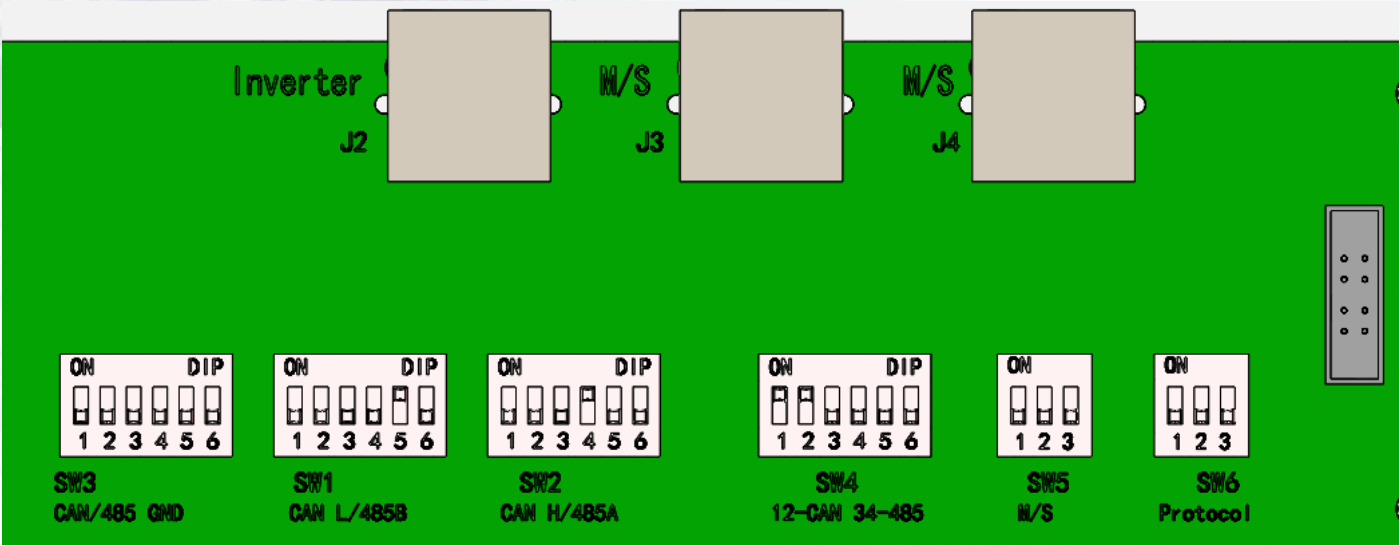 Inverter M/S M/S
J2 J3 J4
ON DIP ON DIP ON DIP ON DIP ON ON
1 2 3 4 5 6 1 2 3 4 5 6 1 2 3 4 5 6 1 2 3 4 5 6 1 2 3 1 2 3
SW3 SW1 SW2 SW4 SW5 SW6
CAN/485 GND CAN L/485B CAN H/485A 12-CAN 34-485 M/S Protocol